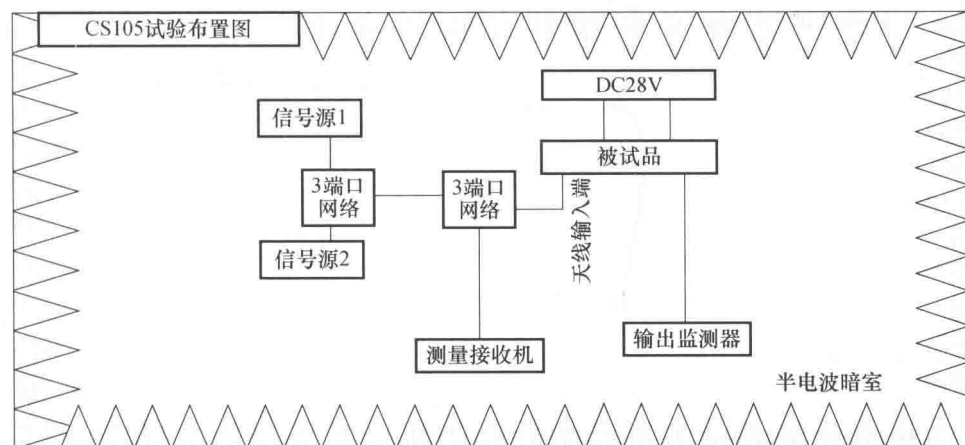 CS105试验布置图
DC28V
信号源1
被试品
3端口
网络
3端口
网络
天线输入端
信号源2
测量接收机
输出监测器
半电波暗室